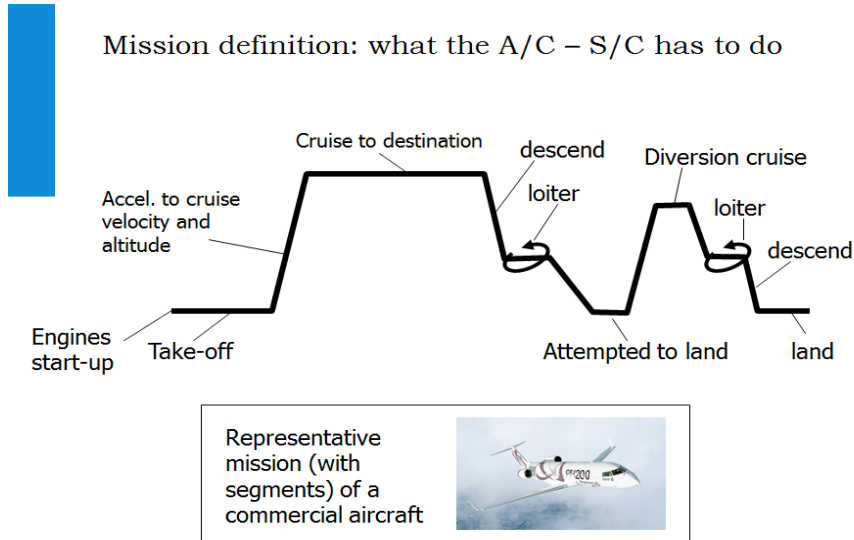 Mission definition: what the A/C – S/C has to do
Cruise to destination
descend
Diversion cruise
loiter
Accel. to cruise
velocity and
altitude
loiter
descend
Engines
start-up
Take-off
Attempted to land
land
Representative
mission (with
segments) of a
commercial aircraft